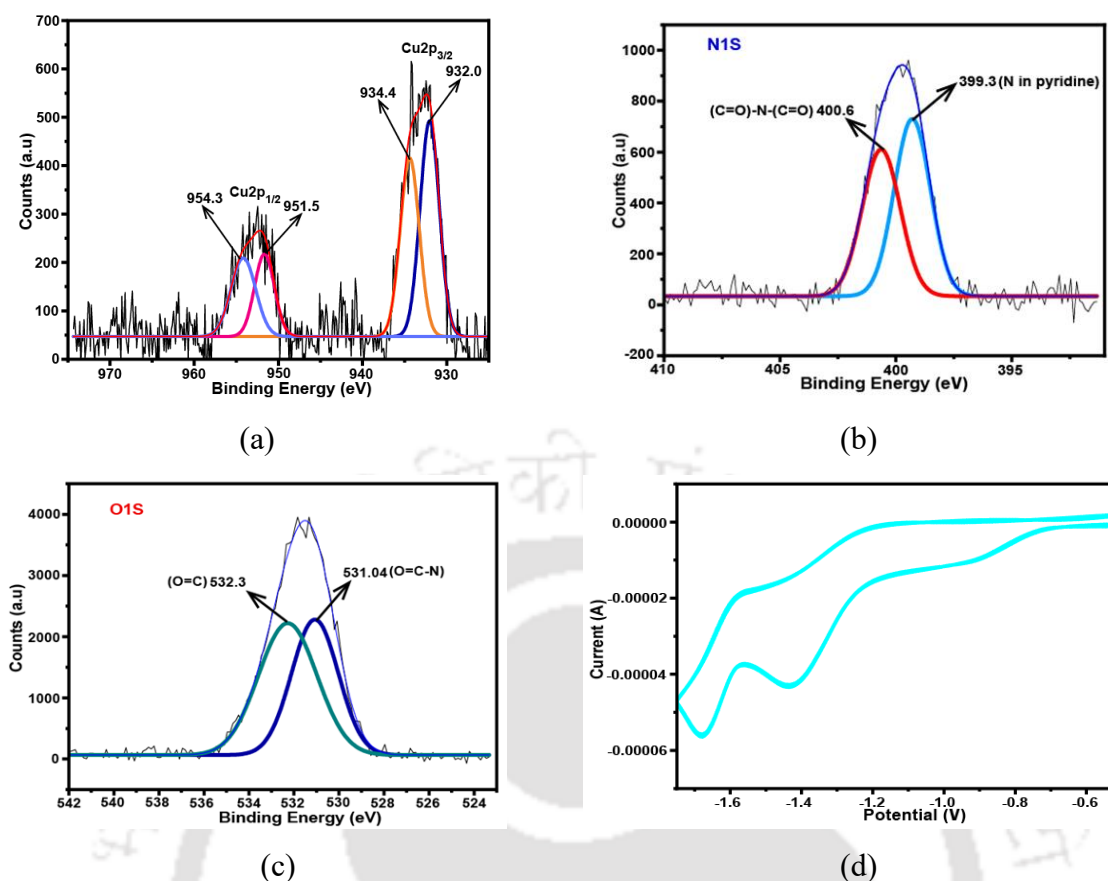 700
600
500
400
300
200
100
0
Counts (a.u)
Cu2p3/2
934.4
932.0
Cu2p1/2
954.3
951.5
970
960
950
940
930
Binding Energy (eV)
(a)
N1S
1000
800
600
400
200
0
-200
Counts (a.u)
399.3 (N in pyridine)
(C=O)-N-(C=O) 400.6
410
405
400
395
Binding Energy (eV)
(b)
O1S
4000
3000
2000
1000
0
Counts (a.u)
(O=C) 532.3
531.04 (O=C-N)
542 540 538 536 534 532 530 528 526 524
Binding Energy (eV)
(c)
0.00000
-0.00002
-0.00004
-0.00006
Current (A)
-1.6 -1.4 -1.2 -1.0 -0.8 -0.6
Potential (V)
(d)